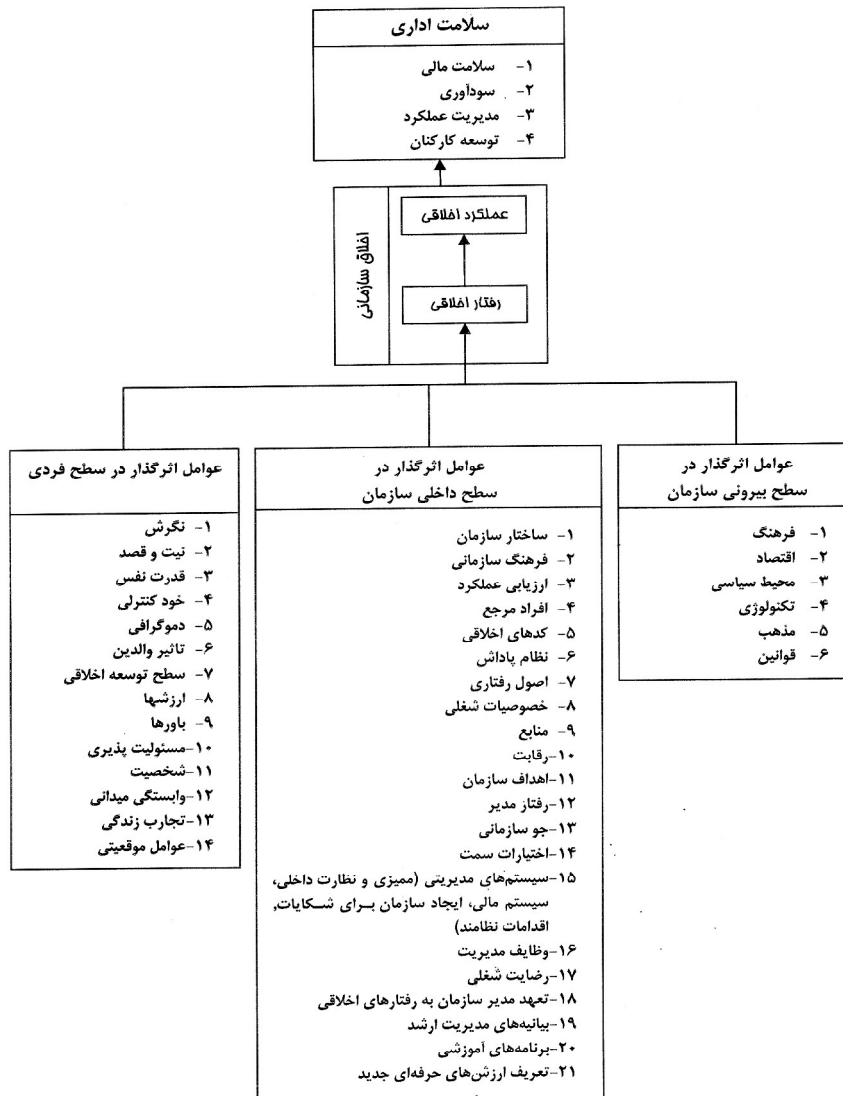 سلامت اداری
۱- سلامت مالی
۲- سودآوری
۳- مدیریت عملکرد
۴- توسعه کارکنان
اخلاق سازمانی
عملکرد اخلاقی
رفتار اخلاقی
عوامل اثرگذار در
سطح بیرونی سازمان
۱- فرهنگ
۲- اقتصاد
۳- محیط سیاسی
۴- تکنولوژی
۵- مذهب
۶- قوانین
عوامل اثرگذار در
سطح داخلی سازمان
۱- ساختار سازمان
۲- فرهنگ سازمانی
۳- ارزیابی عملکرد
۴- افراد مرجع
۵- کدهای اخلاقی
۶- نظام پاداش
۷- اصول رفتاری
۸- خصوصیات شغلی
۹- منابع
۱۰-رقابت
۱۱-اهداف سازمان
۱۲-رفتاز مدیر
۱۳-جو سازمانی
۱۴-اختیارات سمت
۱۵-سیستم‌های مدیریتی (ممیزی و نظارت داخلی،
سیستم مالی، ایجاد سازمان بـرای شـکایات،
اقدامات نظامند)
۱۶-وظایف مدیریت
۱۷-رضایت شغلی
۱۸-تعهد مدیر سازمان به رفتارهای اخلاقی
۱۹-بیانیه‌های مدیریت ارشد
۲۰-برنامه‌های آموزشی
۲۱-تعریف ارزشن‌های حرفه‌ای جدید
عوامل اثرگذار در سطح فردی
۱- نگرش
۲- نیت و قصد
۳- قدرت نفس
۴- خود کنترلی
۵- دموگرافی
۶- تاثیر والدین
۷- سطح توسعه اخلاقی
۸- ارزشها
۹- باورها
۱۰-مسئولیت پذیری
۱۱-شخصیت
۱۲-وابستگی میدانی
۱۳-تجارب زندگی
۱۴-عوامل موقعیتی